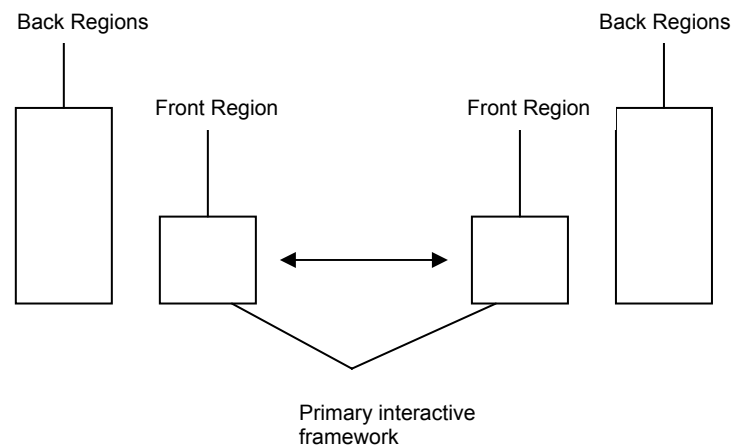 Back Regions
Back Regions
Front Region
Front Region
Primary interactive
framework